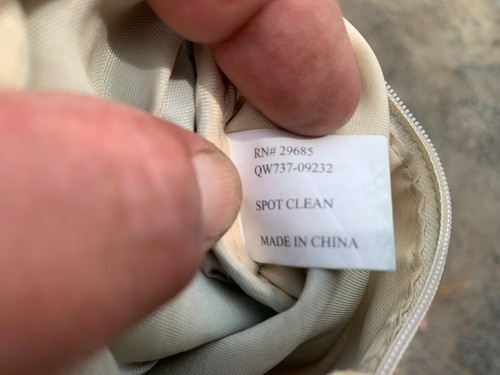 RN# 29685
QW737-09232
SPOT CLEAN
MADE IN CHINA